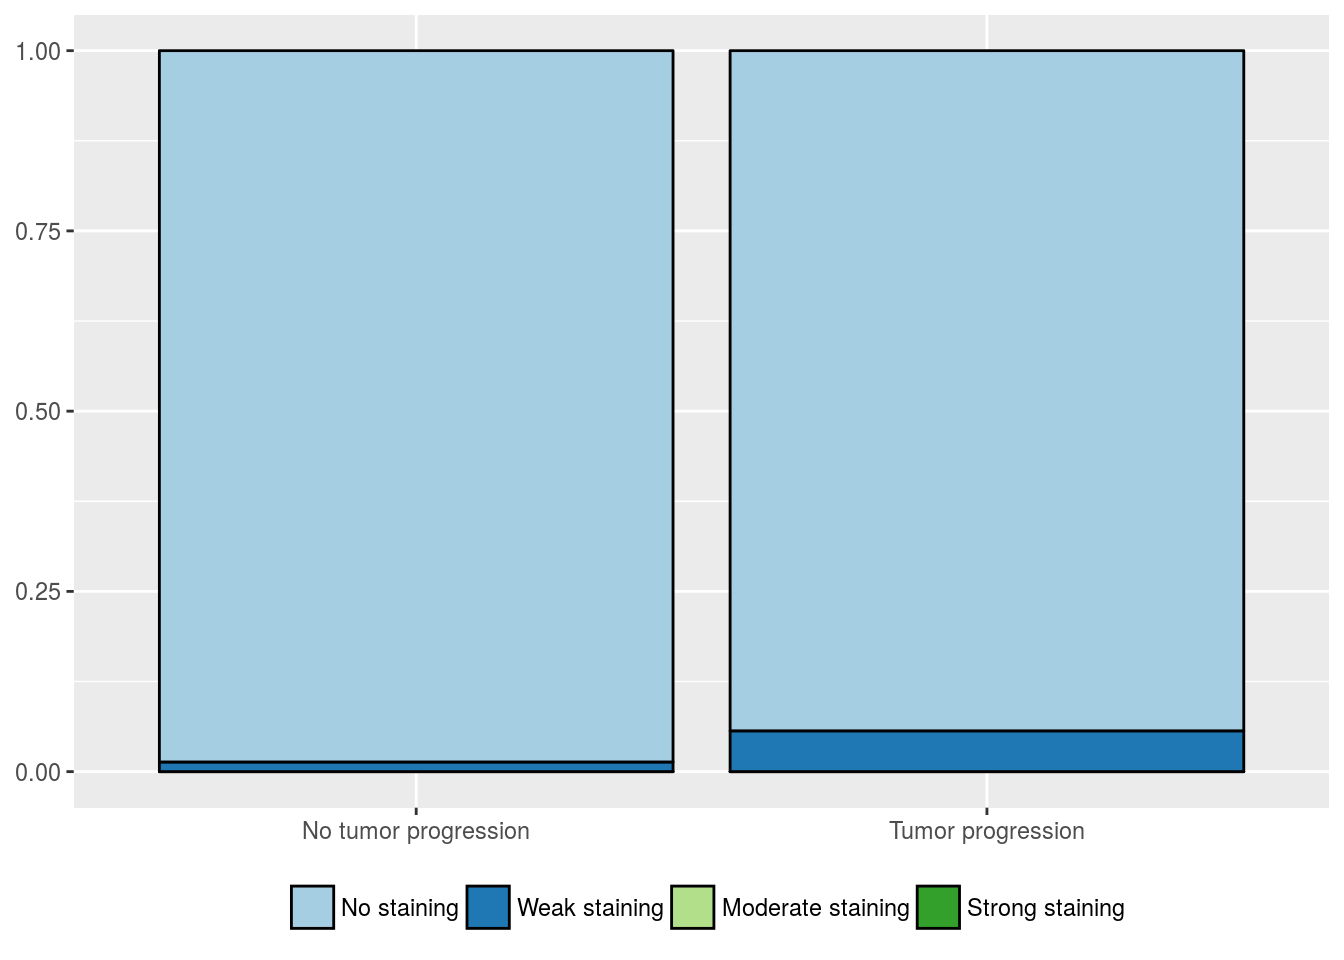 1.00
0.75
0.50
0.25
0.00
No tumor progression
Tumor progression
No staining
Weak staining
Moderate staining
Strong staining